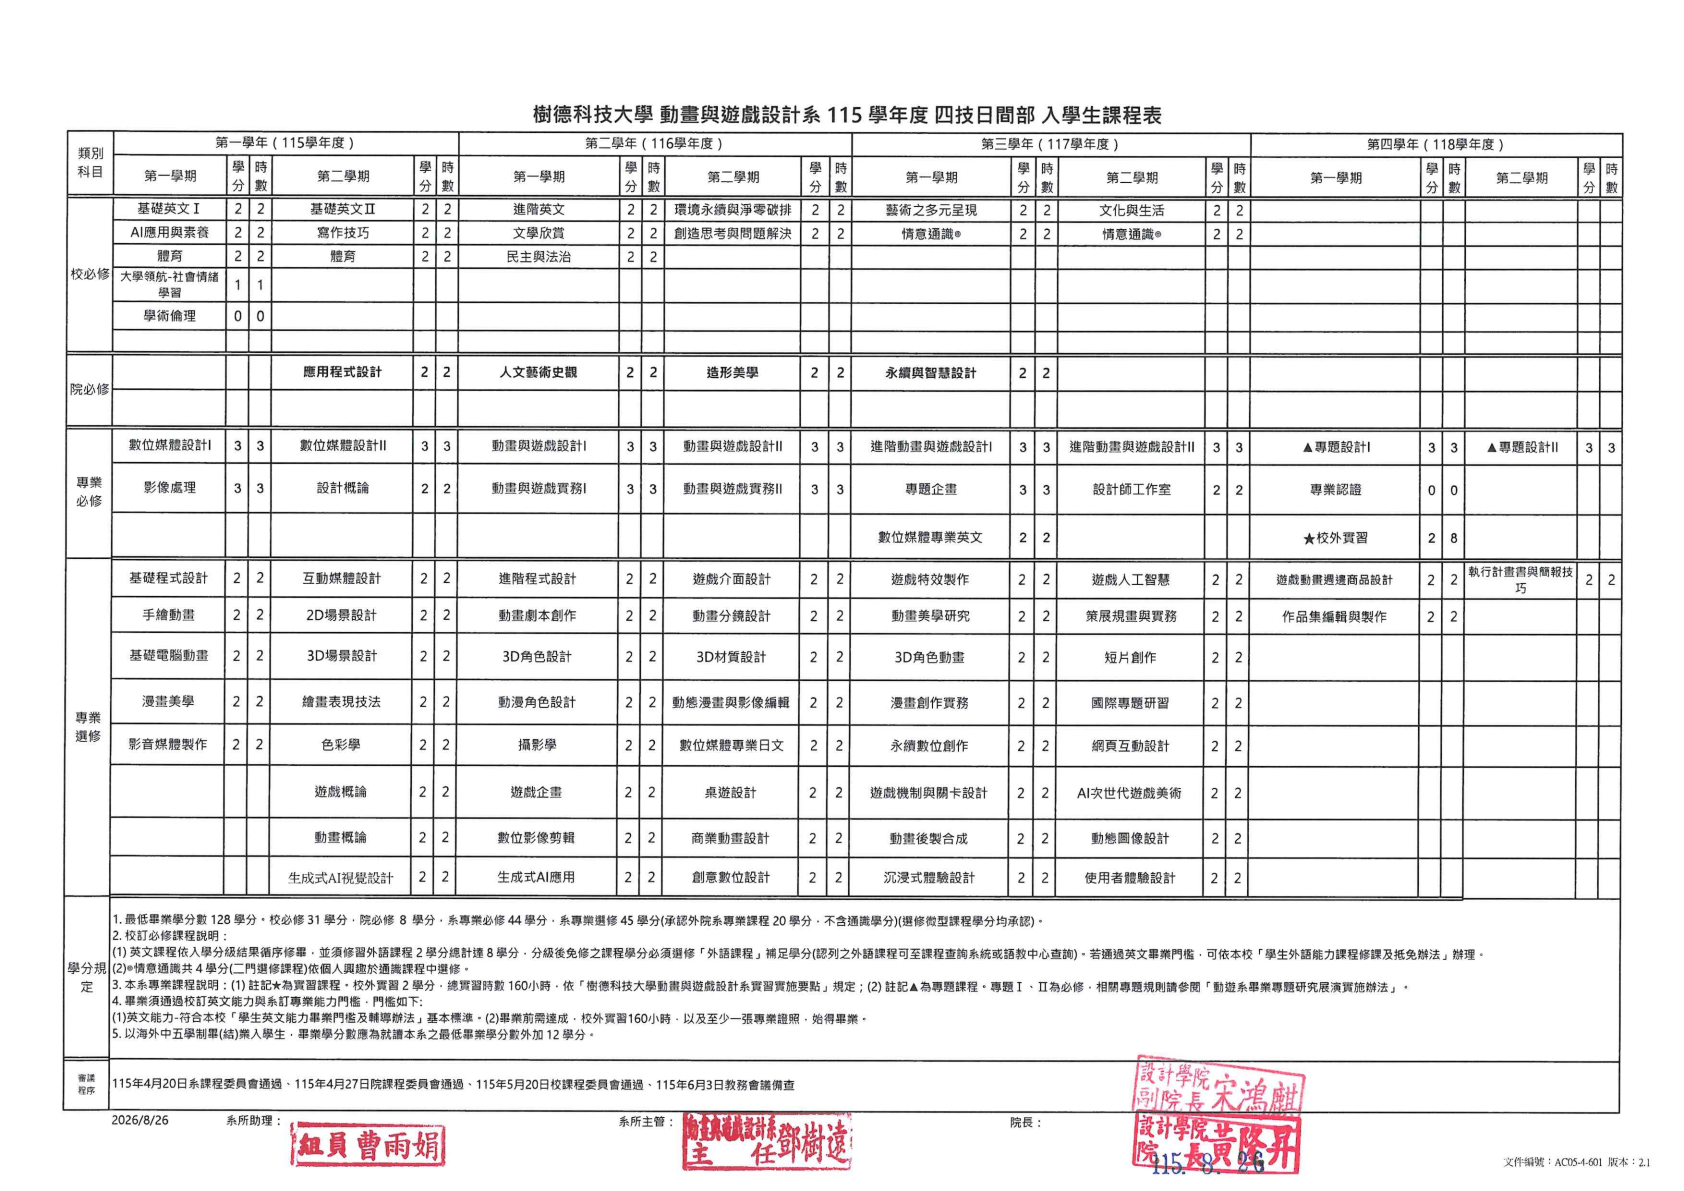 樹德科技大學 動畫與遊戲設計系 115 學年度 四技日間部 入學生課程表
類別科目 第一學年 ( 115學年度 ) 第二學年 ( 116學年度 ) 第三學年 ( 117學年度 ) 第四學年 ( 118學年度 )
第一學期 學分 時數 第二學期 學分 時數 第一學期 學分 時數 第二學期 學分 時數 第一學期 學分 時數 第二學期 學分 時數 第一學期 學分 時數 第二學期 學分 時數
校必修
基礎英文 I 2 2 基礎英文 II 2 2 進階英文 2 2 環境永續與淨零碳排 2 2 藝術之多元呈現 2 2 文化與生活 2 2
AI應用與素養 2 2 寫作技巧 2 2 文學欣賞 2 2 創造思考與問題解決 2 2 情意通識◎ 2 2 情意通識◎ 2 2
體育 2 2 體育 2 2 民主與法治 2 2
大學領航-社會情緒學習 1 1
學術倫理 0 0
院必修
應用程式設計 2 2 人文藝術史觀 2 2 造形美學 2 2 永續與智慧設計 2 2
專業必修
數位媒體設計I 3 3 數位媒體設計II 3 3 動畫與遊戲設計I 3 3 動畫與遊戲設計II 3 3 進階動畫與遊戲設計I 3 3 進階動畫與遊戲設計II 3 3 ▲專題設計I 3 3 ▲專題設計II 3 3
影像處理 3 3 設計概論 2 2 動畫與遊戲實務I 3 3 動畫與遊戲實務II 3 3 專題企畫 3 3 設計師工作室 2 2 專業認證 0 0
數位媒體專業英文 2 2 ★校外實習 2 8
專業選修
基礎程式設計 2 2 互動媒體設計 2 2 進階程式設計 2 2 遊戲介面設計 2 2 遊戲特效製作 2 2 遊戲人工智慧 2 2 遊戲動畫週邊商品設計 2 2 執行計畫書與簡報技巧 2 2
手繪動畫 2 2 2D場景設計 2 2 動畫劇本創作 2 2 動畫分鏡設計 2 2 動畫美學研究 2 2 策展規畫與實務 2 2 作品集編輯與製作 2 2
基礎電腦動畫 2 2 3D場景設計 2 2 3D角色設計 2 2 3D材質設計 2 2 3D角色動畫 2 2 短片創作 2 2
漫畫美學 2 2 繪畫表現技法 2 2 動漫角色設計 2 2 動態漫畫與影像編輯 2 2 漫畫創作實務 2 2 國際專題研習 2 2
影音媒體製作 2 2 色彩學 2 2 攝影學 2 2 數位媒體專業日文 2 2 永續數位創作 2 2 網頁互動設計 2 2
遊戲概論 2 2 遊戲企畫 2 2 桌遊設計 2 2 遊戲機制與關卡設計 2 2 AI次世代遊戲美術 2 2
動畫概論 2 2 數位影像剪輯 2 2 商業動畫設計 2 2 動畫後製合成 2 2 動態圖像設計 2 2
生成式AI視覺設計 2 2 生成式AI應用 2 2 創意數位設計 2 2 沉浸式體驗設計 2 2 使用者體驗設計 2 2
學分規定
1. 最低畢業學分數 128 學分。校必修 31 學分，院必修 8 學分，系專業必修 44 學分，系專業選修 45 學分(承認外院系專業課程 20 學分，不含通識學分)(選修微型課程學分均承認)。
2. 校訂必修課程說明：
(1) 英文課程依入學分級結果循序修畢，並須修習外語課程 2 學分總計達 8 學分，分級後免修之課程學分必須選修「外語課程」補足學分(認列之外語課程可至課程查詢系統或語教中心查詢)。若通過英文畢業門檻，可依本校「學生外語能力課程修課及抵免辦法」辦理。
(2)◎情意通識共 4 學分(二門選修課程)依個人興趣於通識課程中選修。
3. 本系專業課程說明：(1) 註記★為實習課程。校外實習 2 學分，總實習時數 160小時，依「樹德科技大學動畫與遊戲設計系實習實施要點」規定；(2) 註記▲為專題課程。專題 I 、II為必修，相關專題規則請參閱「動遊系畢業專題研究展演實施辦法」。
4. 畢業須通過校訂英文能力與系訂專業能力門檻，門檻如下:
(1)英文能力-符合本校「學生英文能力畢業門檻及輔導辦法」基本標準。(2)畢業前需達成，校外實習160小時，以及至少一張專業證照，始得畢業。
5. 以海外中五學制畢(結)業入學生，畢業學分數應為就讀本系之最低畢業學分數外加 12 學分。
審議程序 115年4月20日系課程委員會通過、115年4月27日院課程委員會通過、115年5月20日校課程委員會通過、115年6月3日教務會議備查
設計學院副院長宋鴻麒
2026/8/26 系所助理： 系所主管： 院長：
組員曹雨娟
動畫與遊戲設計系主任鄧樹遠
設計學院院長黃隆昇
115. 8. 26
文件編號：AC05-4-601 版本：2.1